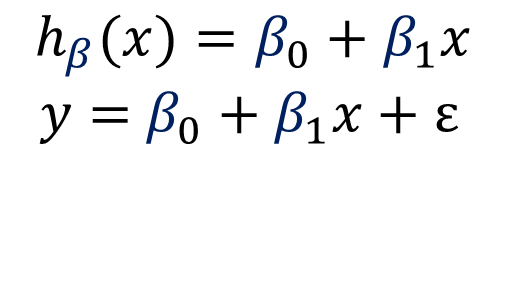 hᵦ(x) = β₀ + β₁x
y = β₀ + β₁x + ε